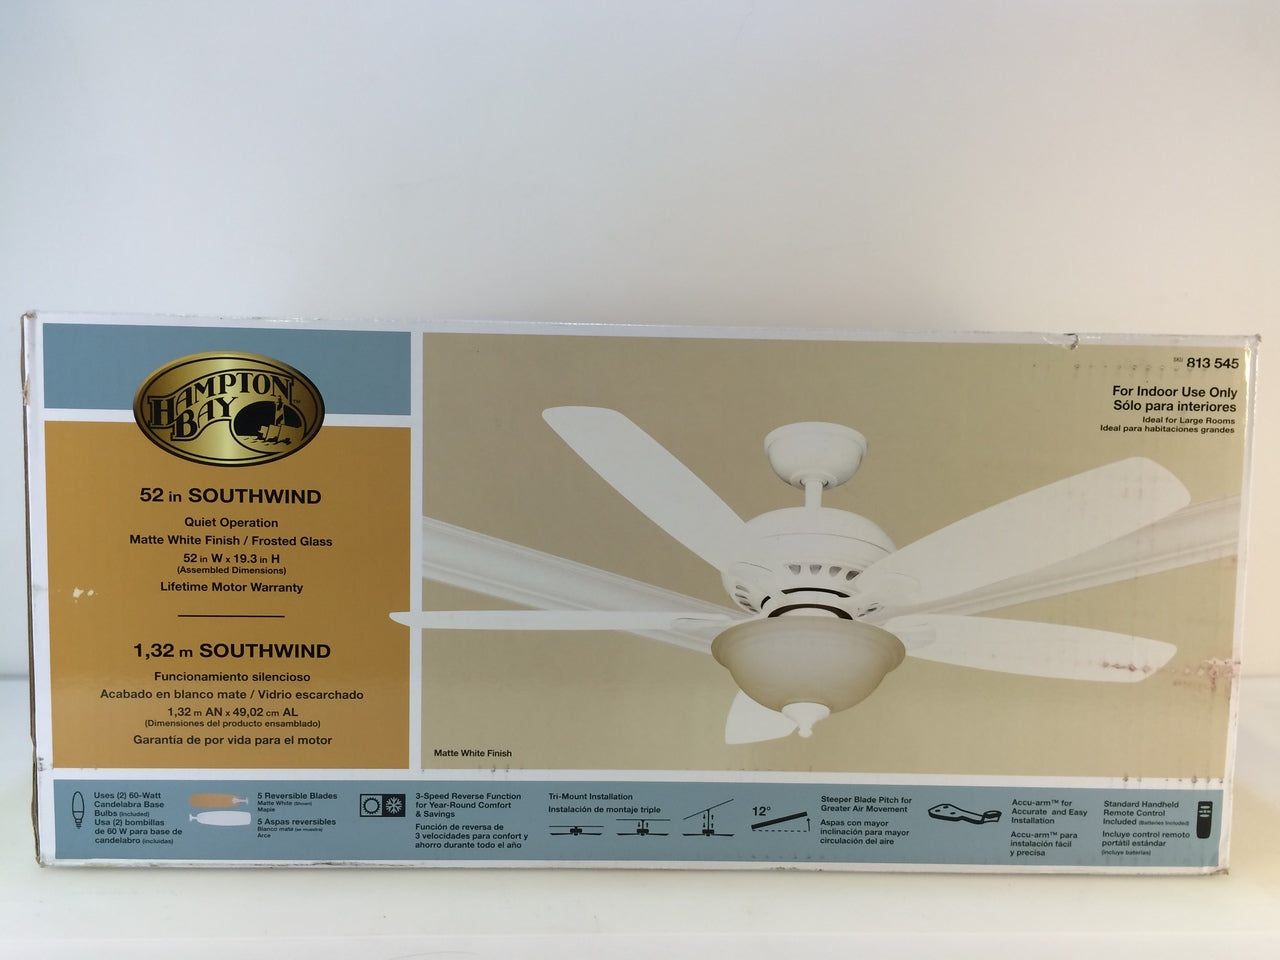 HAMPTON
BAY™
52 in SOUTHWIND
Quiet Operation
Matte White Finish / Frosted Glass
52 in W x 19.3 in H
(Assembled Dimensions)
Lifetime Motor Warranty
1,32 m SOUTHWIND
Funcionamiento silencioso
Acabado en blanco mate / Vidrio escarchado
1,32 m AN x 49,02 cm AL
(Dimensiones del producto ensamblado)
Garantía de por vida para el motor
SKU 813 545
For Indoor Use Only
Sólo para interiores
Ideal for Large Rooms
Ideal para habitaciones grandes
Matte White Finish
Uses (2) 60-Watt
Candelabra Base
Bulbs (included)
Usa (2) bombillas
de 60 W para base de
candelabro (incluidas)
5 Reversible Blades
Matte White (Shown)
Maple
5 Aspas reversibles
Blanco mate (se muestra)
Arce
3-Speed Reverse Function
for Year-Round Comfort
& Savings
Función de reversa de
3 velocidades para confort y
ahorro durante todo el año
Tri-Mount Installation
Instalación de montaje triple
12°
Steeper Blade Pitch for
Greater Air Movement
Aspas con mayor
inclinación para mayor
circulación del aire
Accu-arm™ for
Accurate and Easy
Installation
Accu-arm™ para
instalación fácil
y precisa
Standard Handheld
Remote Control
Included (Batteries Included)
Incluye control remoto
portátil estándar
(incluye baterías)